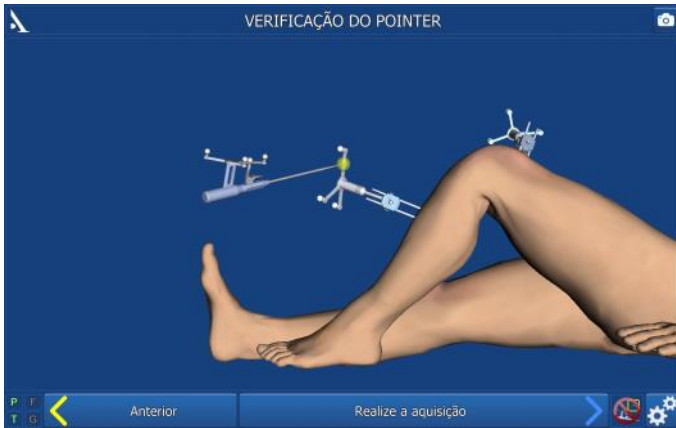 VERIFICAÇÃO DO POINTER
P F
T G
Anterior
Realize a aquisição